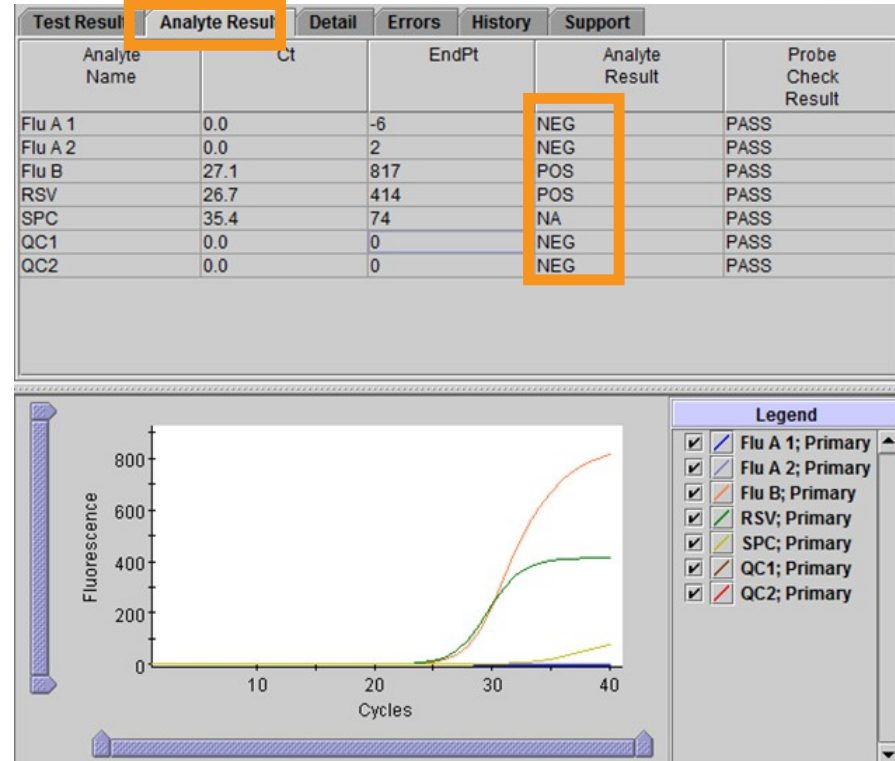 Test Result Analyte Result Detail Errors History Support
Analyte Name Ct EndPt Analyte Result Probe Check Result
Flu A 1 0.0 -6 NEG PASS
Flu A 2 0.0 2 NEG PASS
Flu B 27.1 817 POS PASS
RSV 26.7 414 POS PASS
SPC 35.4 74 NA PASS
QC1 0.0 0 NEG PASS
QC2 0.0 0 NEG PASS
Legend
Flu A 1; Primary
Flu A 2; Primary
Flu B; Primary
RSV; Primary
SPC; Primary
QC1; Primary
QC2; Primary
Fluorescence
800
600
400
200
0
10 20 30 40
Cycles